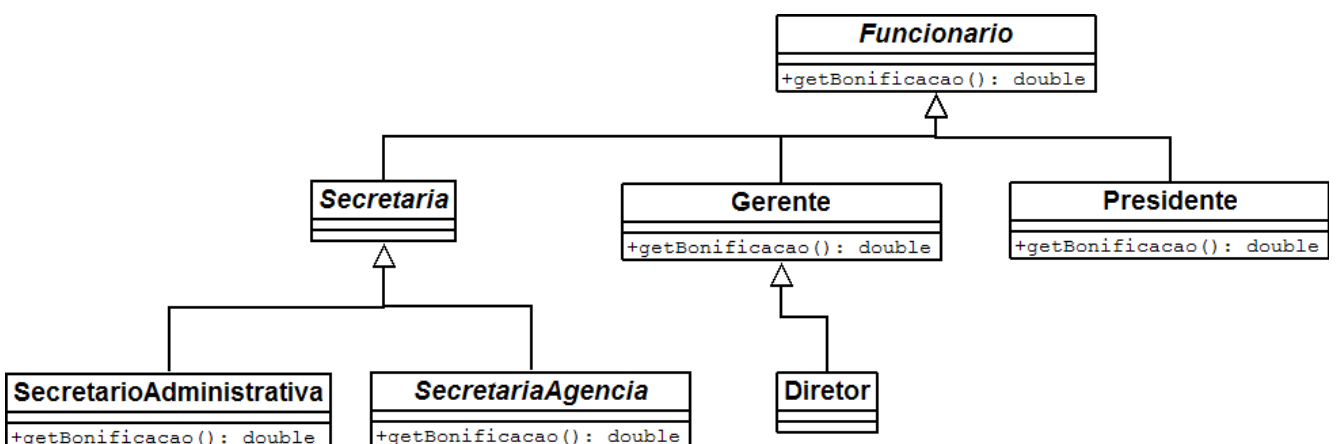 Funcionario
+getBonificacao(): double
Secretaria
Gerente
+getBonificacao(): double
Presidente
+getBonificacao(): double
SecretarioAdministrativa
+getBonificacao(): double
SecretariaAgencia
+getBonificacao(): double
Diretor